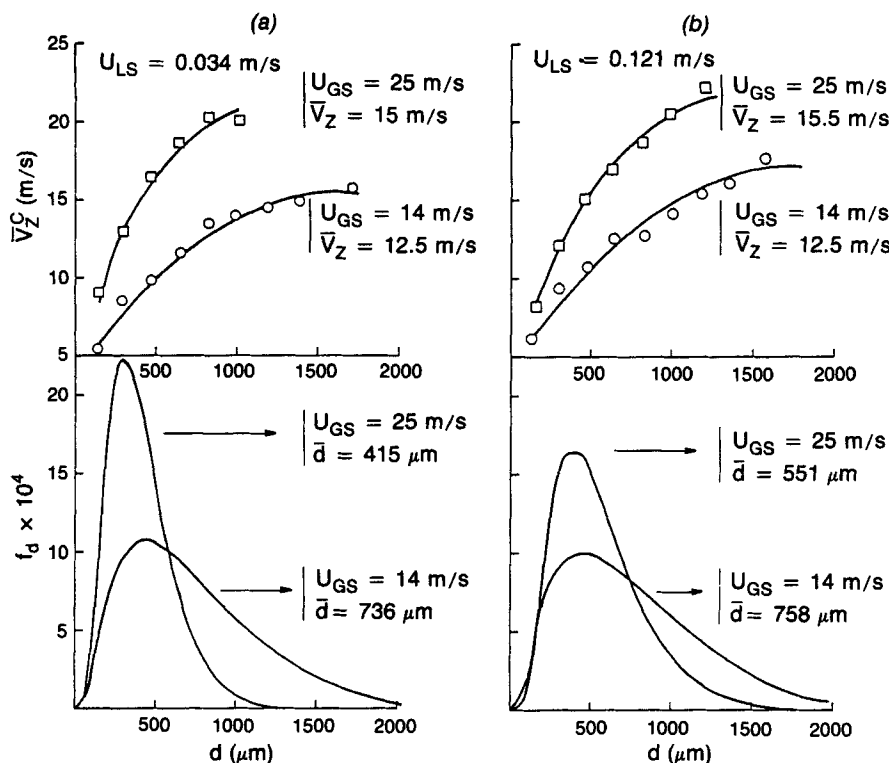 (a)
U_LS = 0.034 m/s
U_GS = 25 m/s
V̄_Z = 15 m/s
U_GS = 14 m/s
V̄_Z = 12.5 m/s
V̄_Z^C (m/s)
25
20
15
10
5
500 1000 1500 2000
(b)
U_LS = 0.121 m/s
U_GS = 25 m/s
V̄_Z = 15.5 m/s
U_GS = 14 m/s
V̄_Z = 12.5 m/s
500 1000 1500 2000
U_GS = 25 m/s
d̄ = 415 μm
U_GS = 14 m/s
d̄ = 736 μm
f_d × 10^4
20
15
10
5
500 1000 1500 2000
d (μm)
U_GS = 25 m/s
d̄ = 551 μm
U_GS = 14 m/s
d̄ = 758 μm
500 1000 1500 2000
d (μm)